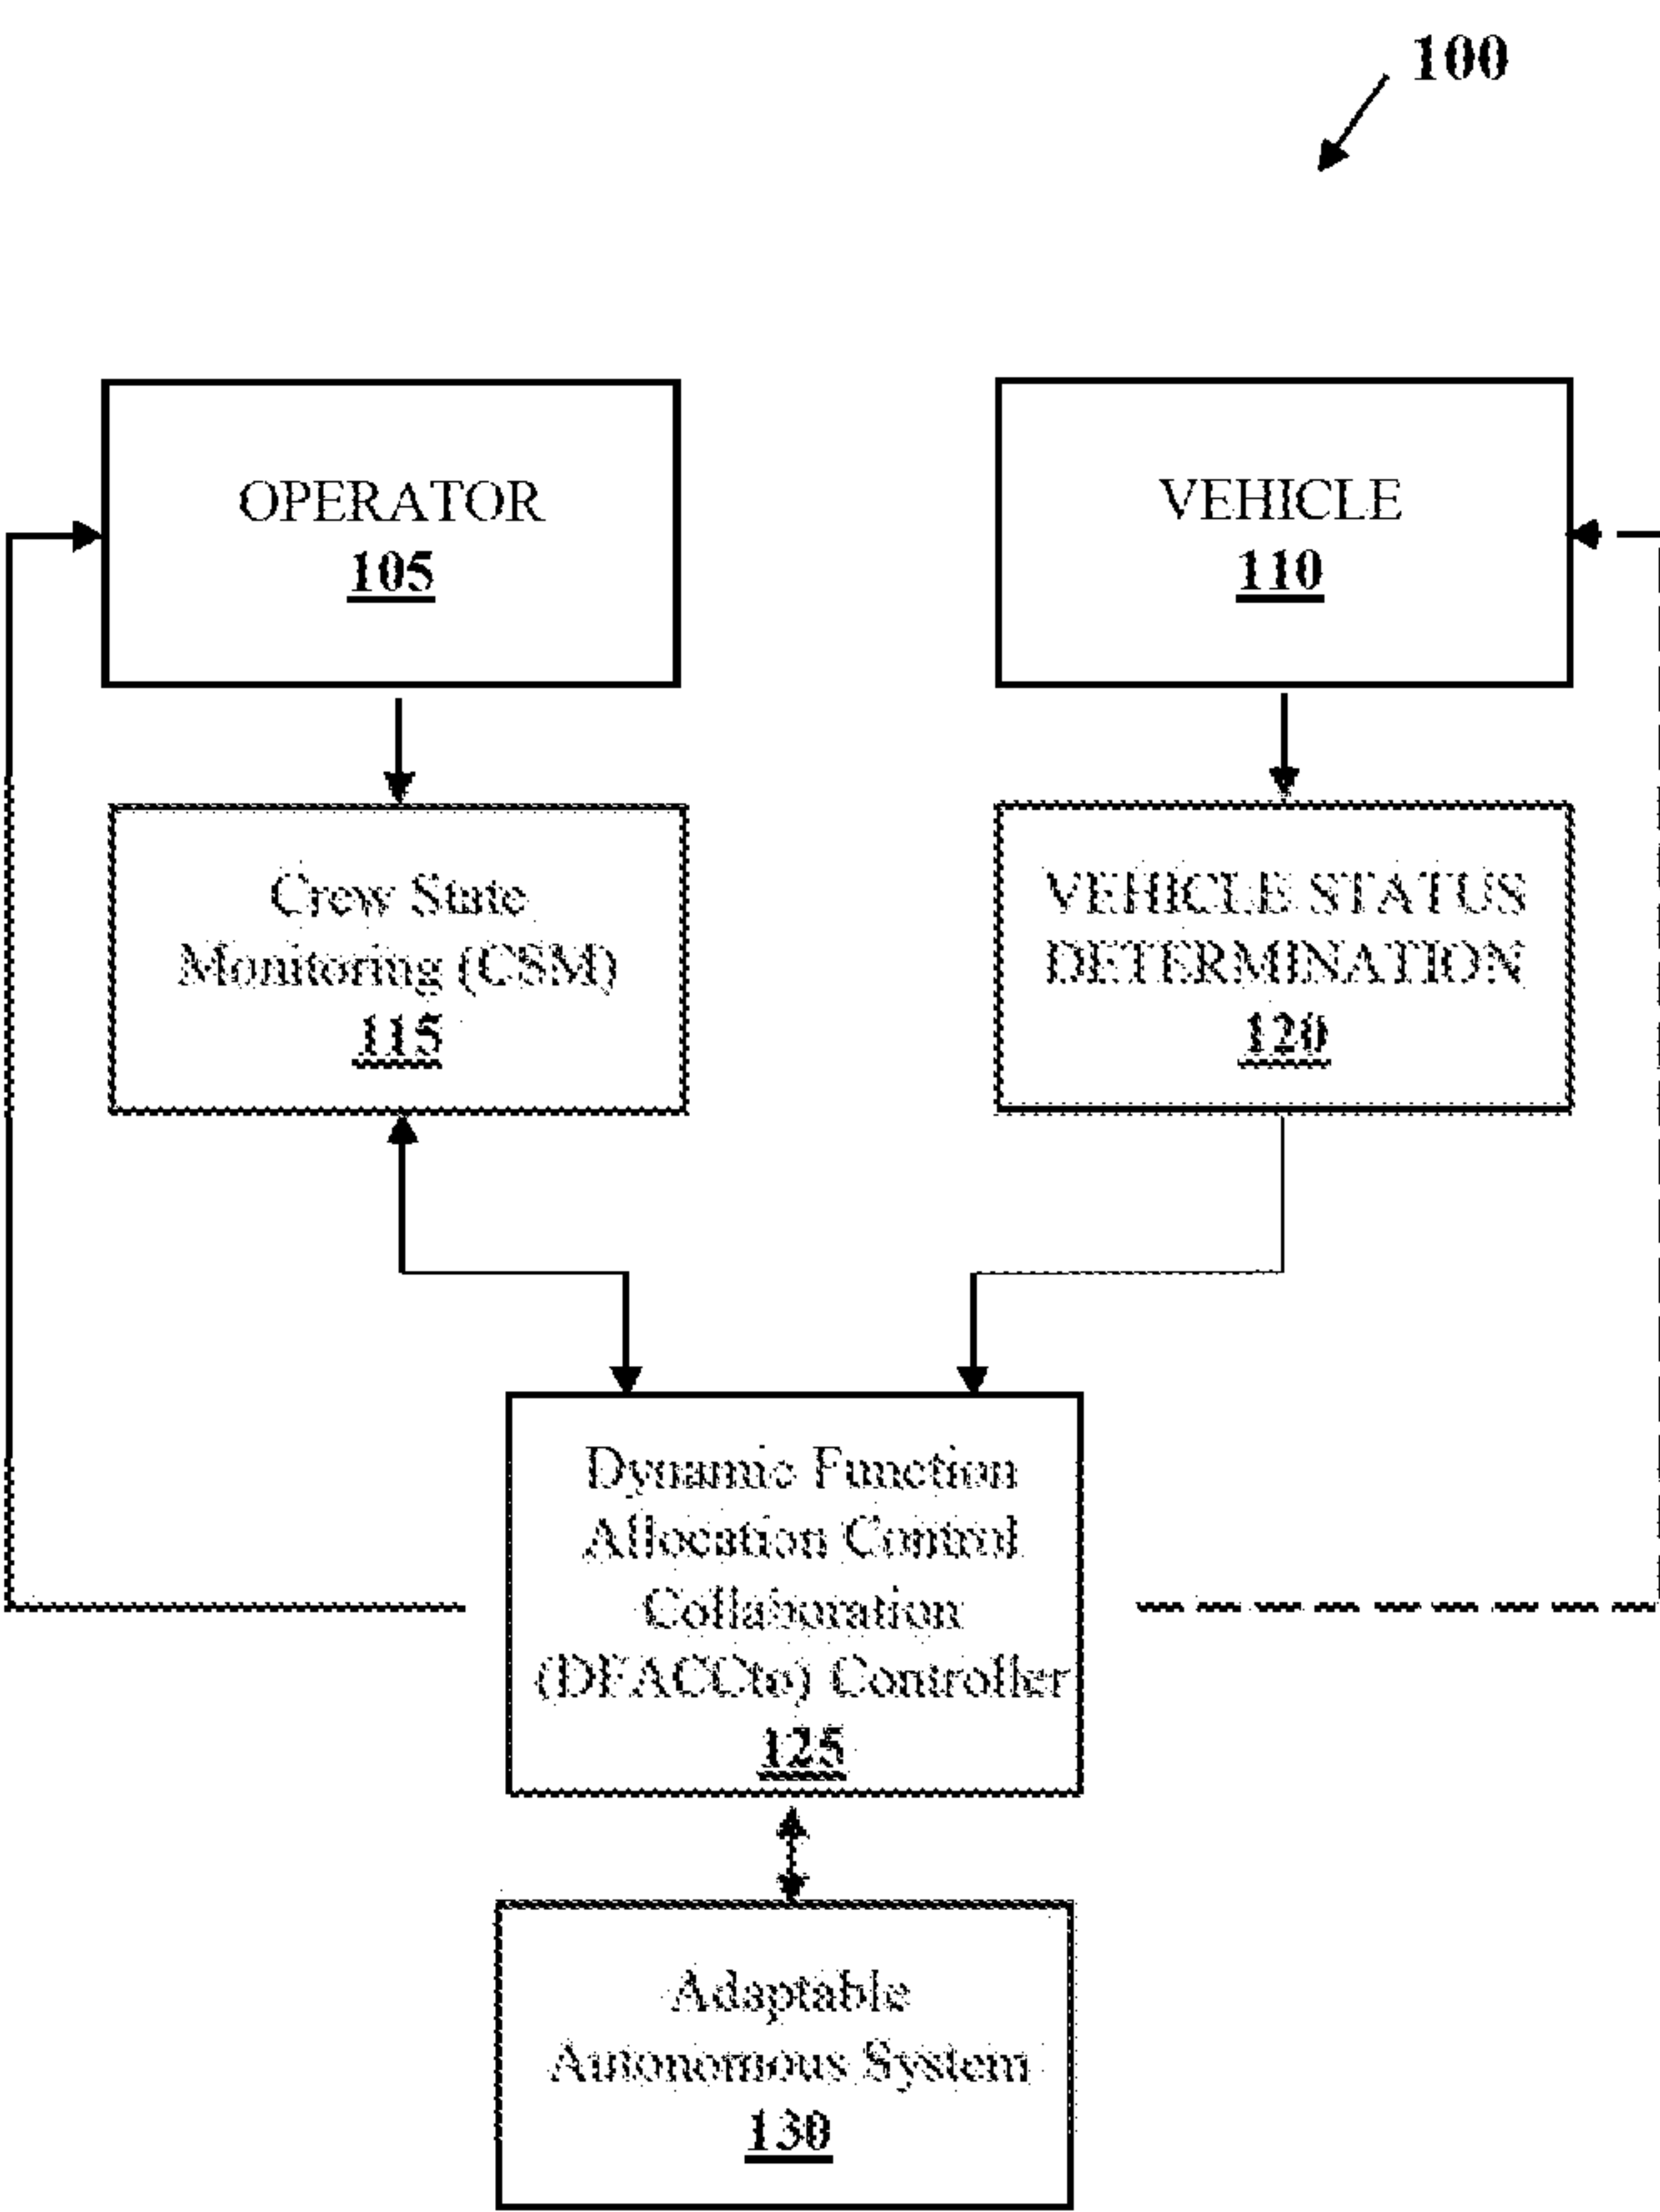 100
OPERATOR
105
VEHICLE
110
Crew State
Monitoring (CSM)
115
VEHICLE STATUS
DETERMINATION
120
Dynamic Function
Allocation Control
Collaboration
(DFACCto) Controller
125
Adaptable
Autonomous System
130